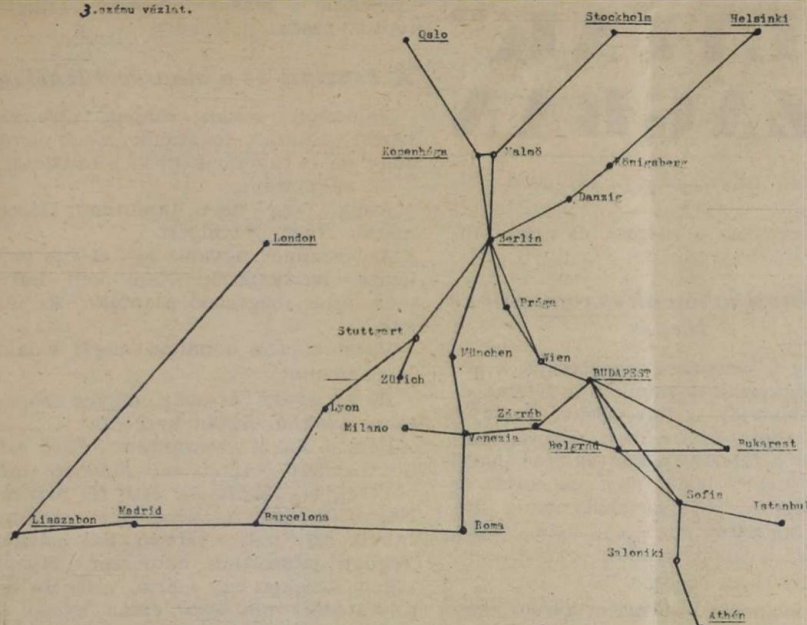 3.számu vázlat.
Oslo
Stockholm
Helsinki
Kopenhága
Malmö
Königsberg
Danzig
London
Berlin
Prága
Stuttgart
München
Wien
Zürich
BUDAPEST
Lyon
Milano
Zágráb
Venezia
Belgrád
Bukarest
Lisszabon
Madrid
Barcelona
Roma
Sofia
Istanbul
Saloniki
Athén